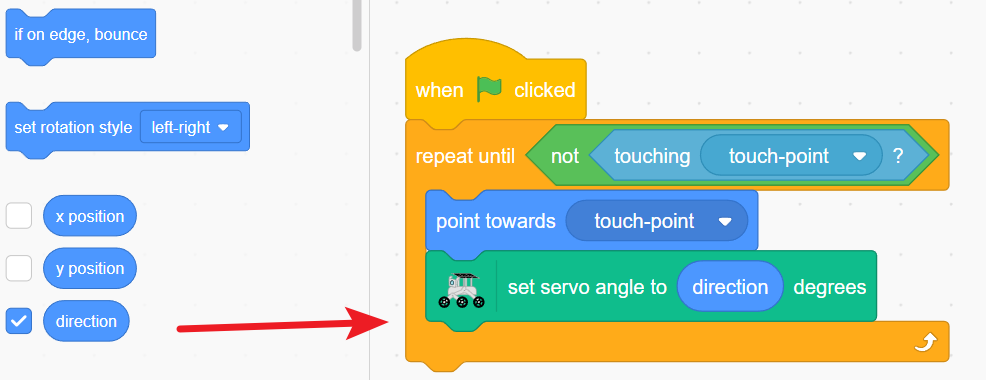 if on edge, bounce
set rotation style left-right
x position
y position
direction
when clicked
repeat until not touching touch-point ?
point towards touch-point
set servo angle to direction degrees